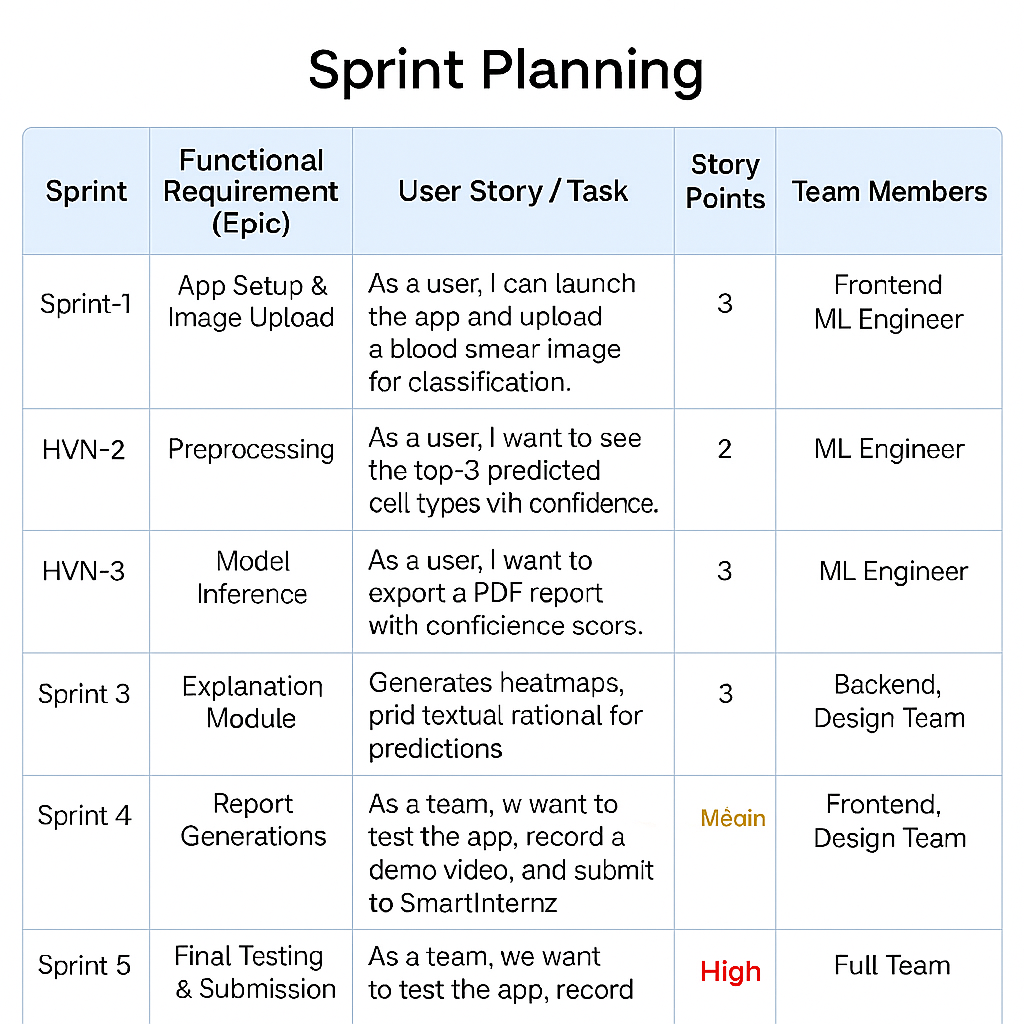 Sprint Planning
Sprint
Functional
Requirement
(Epic)
User Story / Task
Story
Points
Team Members
Sprint-1
App Setup &
Image Upload
As a user, I can launch
the app and upload
a blood smear image
for classification.
3
Frontend
ML Engineer
HVN-2
Preprocessing
As a user, I want to see
the top-3 predicted
cell types vih confidence.
2
ML Engineer
HVN-3
Model
Inference
As a user, I want to
export a PDF report
with conficience scors.
3
ML Engineer
Sprint 3
Explanation
Module
Generates heatmaps,
prid textual rational for
predictions
3
Backend,
Design Team
Sprint 4
Report
Generations
As a team, w want to
test the app, record a
demo video, and submit
to SmartInternz
Mèain
Frontend,
Design Team
Sprint 5
Final Testing
& Submission
As a team, we want
to test the app, record
High
Full Team